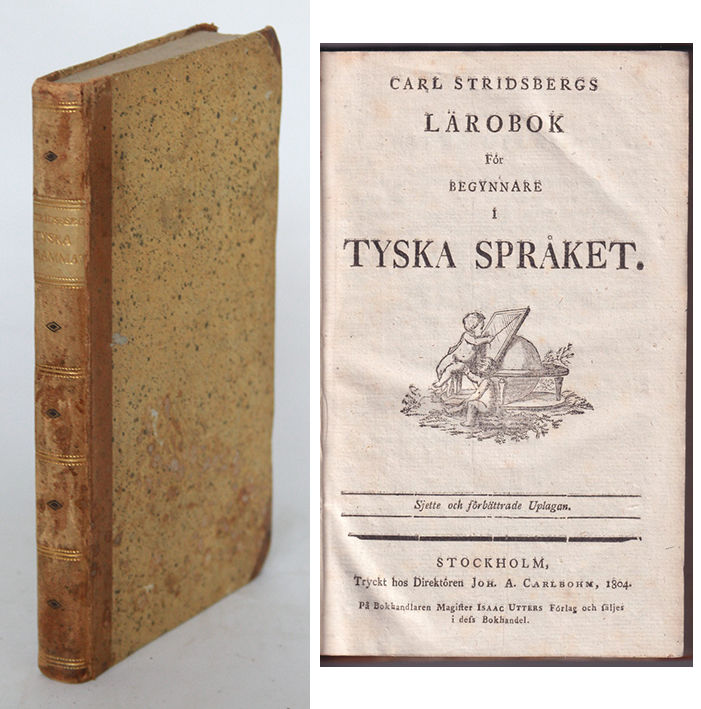 TYSKA
CARL STRIDSBERGS
LÄROBOK
För
BEGYNNARE
I
TYSKA SPRÅKET.
Sjette och förbättrade Uplagan.
STOCKHOLM,
Tryckt hos Direktören JOH. A. CARLBOHM, 1804.
På Bokhandlaren Magiſter ISAAC UTTERS Förlag och ſäljes
i deſs Bokhandel.